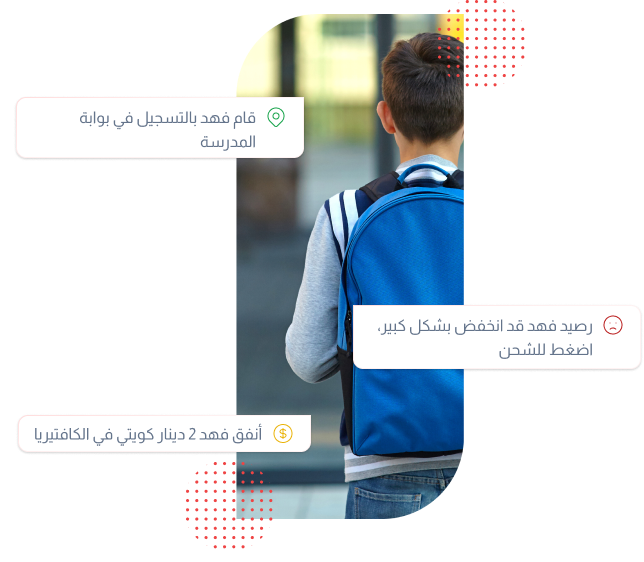 قام فهد بالتسجيل في بوابة
المدرسة
رصيد فهد قد انخفض بشكل كبير،
اضغط للشحن
أنفق فهد 2 دينار كويتي في الكافتيريا